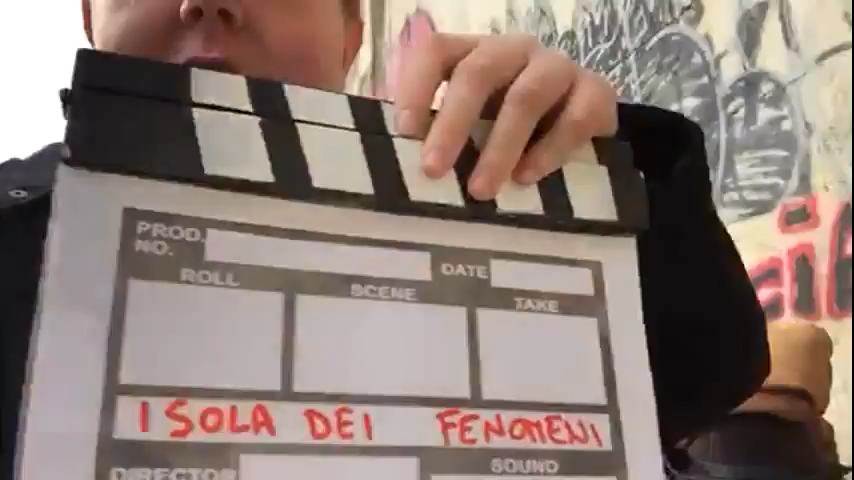 PROD. NO.
DATE
ROLL SCENE TAKE
ISOLA DEI FENOMENI
DIRECTOR SOUND